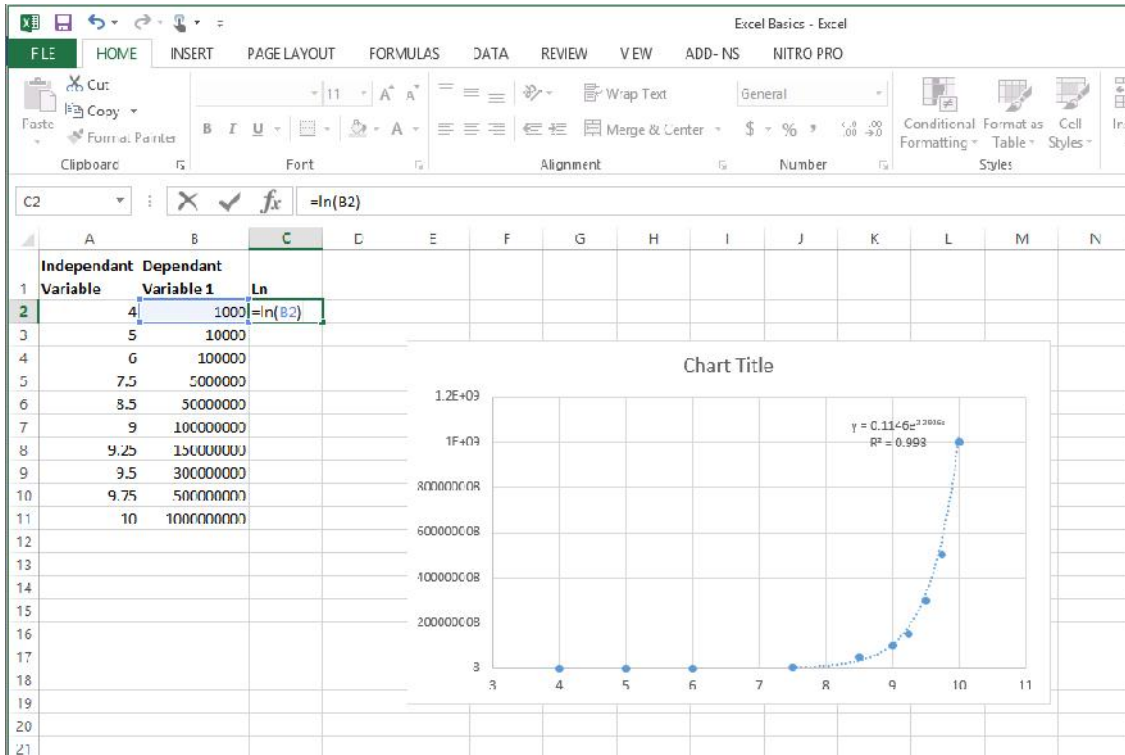 Excel Basics - Excel
FILE HOME INSERT PAGE LAYOUT FORMULAS DATA REVIEW VIEW ADD-INS NITRO PRO
Cut
Copy
Format Painter
Paste
11 A A
B I U A
Wrap Text
Merge & Center
General
$ % ,
Conditional Formatting
Format as Table
Cell Styles
Clipboard Font Alignment Number Styles
C2 fx =ln(B2)
A B C D E F G H I J K L M N
Independant Dependant
1 Variable Variable 1 Ln
2 4 1000 =ln(B2)
3 5 10000
4 6 100000
5 7.5 5000000
6 8.5 50000000
7 9 100000000
8 9.25 150000000
9 9.5 300000000
10 9.75 500000000
11 10 1000000000
12
13
14
15
16
17
18
19
20
21
Chart Title
1.2E+09
1E+09
800000008
600000008
400000008
200000008
8
3 4 5 6 7 8 9 10 11
y = 0.1146e
R² = 0.998